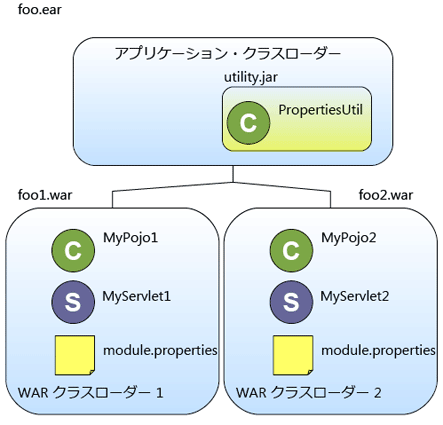 foo.ear
アプリケーション・クラスローダー
utility.jar
C
PropertiesUtil
foo1.war
foo2.war
C
MyPojo1
C
MyPojo2
S
MyServlet1
S
MyServlet2
module.properties
module.properties
WAR クラスローダー 1
WAR クラスローダー 2